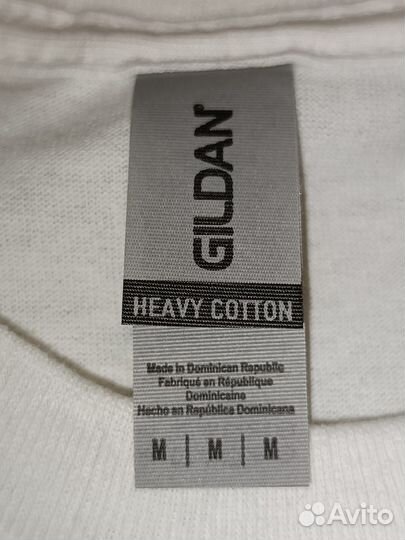 GILDAN®
HEAVY COTTON
Made in Dominican Republic
Fabriqué en République
Dominicaine
Hecho en República Dominicana
M | M | M
Avito